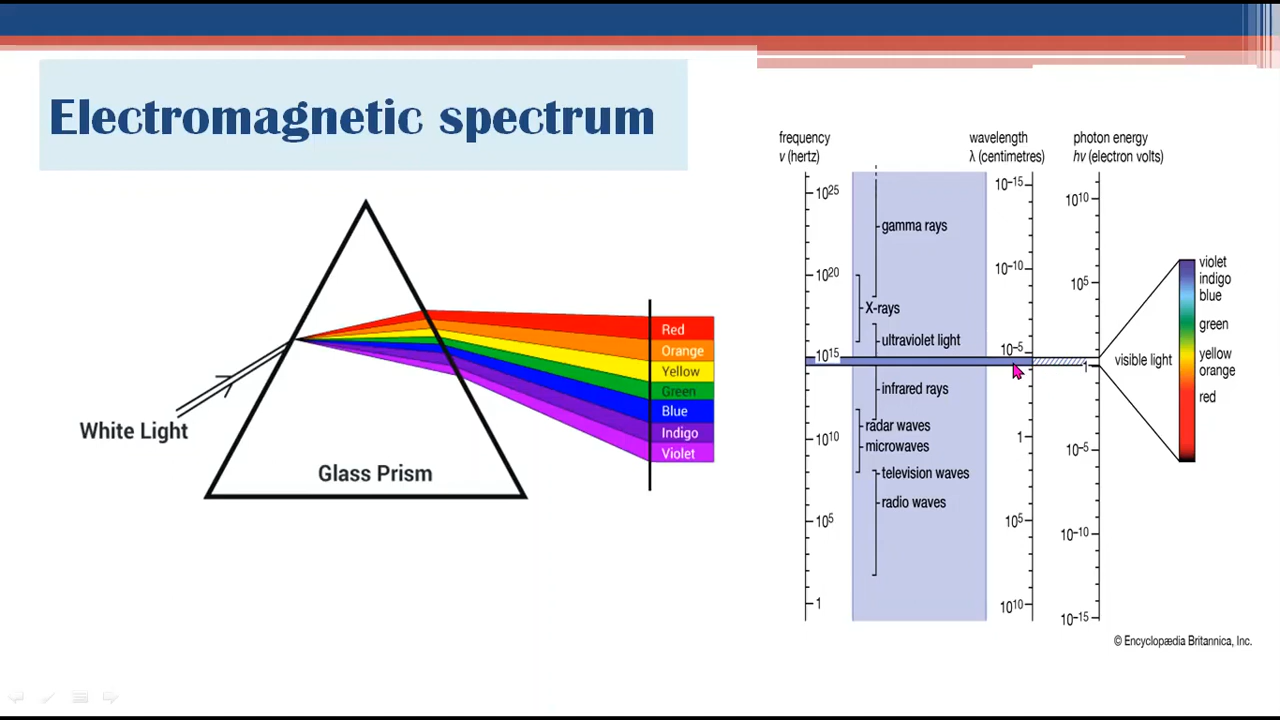 Electromagnetic spectrum
White Light
Glass Prism
Red
Orange
Yellow
Green
Blue
Indigo
Violet
frequency
ν (hertz)
wavelength
λ (centimetres)
photon energy
hν (electron volts)
10²⁵
10²⁰
10¹⁵
10¹⁰
10⁵
1
gamma rays
X-rays
ultraviolet light
infrared rays
radar waves
microwaves
television waves
radio waves
10⁻¹⁵
10⁻¹⁰
10⁻⁵
1
10⁵
10¹⁰
10¹⁰
10⁵
1
10⁻⁵
10⁻¹⁰
10⁻¹⁵
visible light
violet
indigo
blue
green
yellow
orange
red
© Encyclopædia Britannica, Inc.